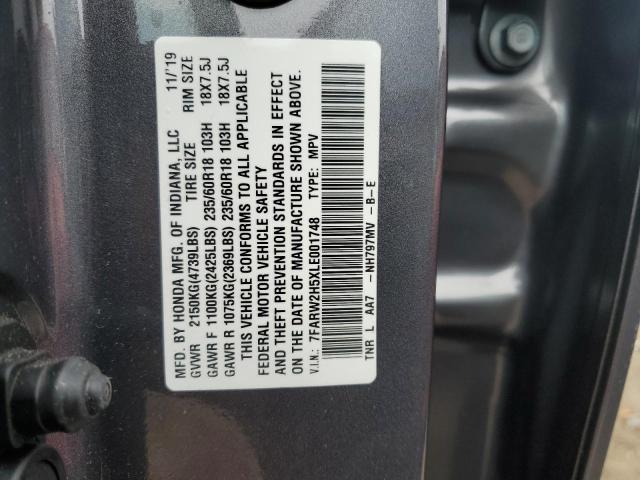 MFD. BY HONDA MFG. OF INDIANA, LLC 11/'19
GVWR 2150KG(4739LBS) TIRE SIZE RIM SIZE
GAWR F 1100KG(2425LBS) 235/60R18 103H 18X7.5J
GAWR R 1075KG(2369LBS) 235/60R18 103H 18X7.5J
THIS VEHICLE CONFORMS TO ALL APPLICABLE
FEDERAL MOTOR VEHICLE SAFETY
AND THEFT PREVENTION STANDARDS IN EFFECT
ON THE DATE OF MANUFACTURE SHOWN ABOVE.
V.I.N.: 7FARW2H5XLE001748 TYPE: MPV
TNR L AA7 -NH797MV -B-E